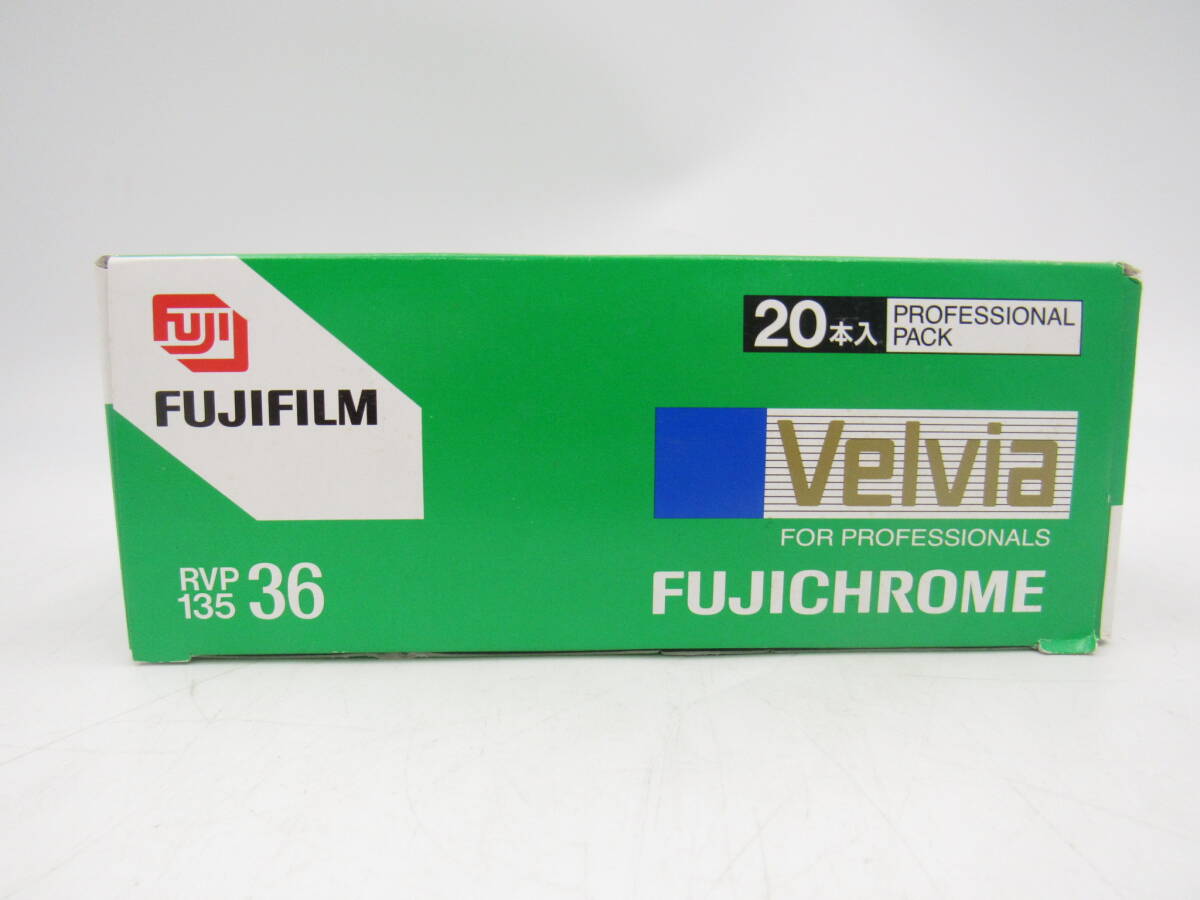 FUJI
FUJIFILM
20本入
PROFESSIONAL
PACK
Velvia
FOR PROFESSIONALS
FUJICHROME
RVP
135 36